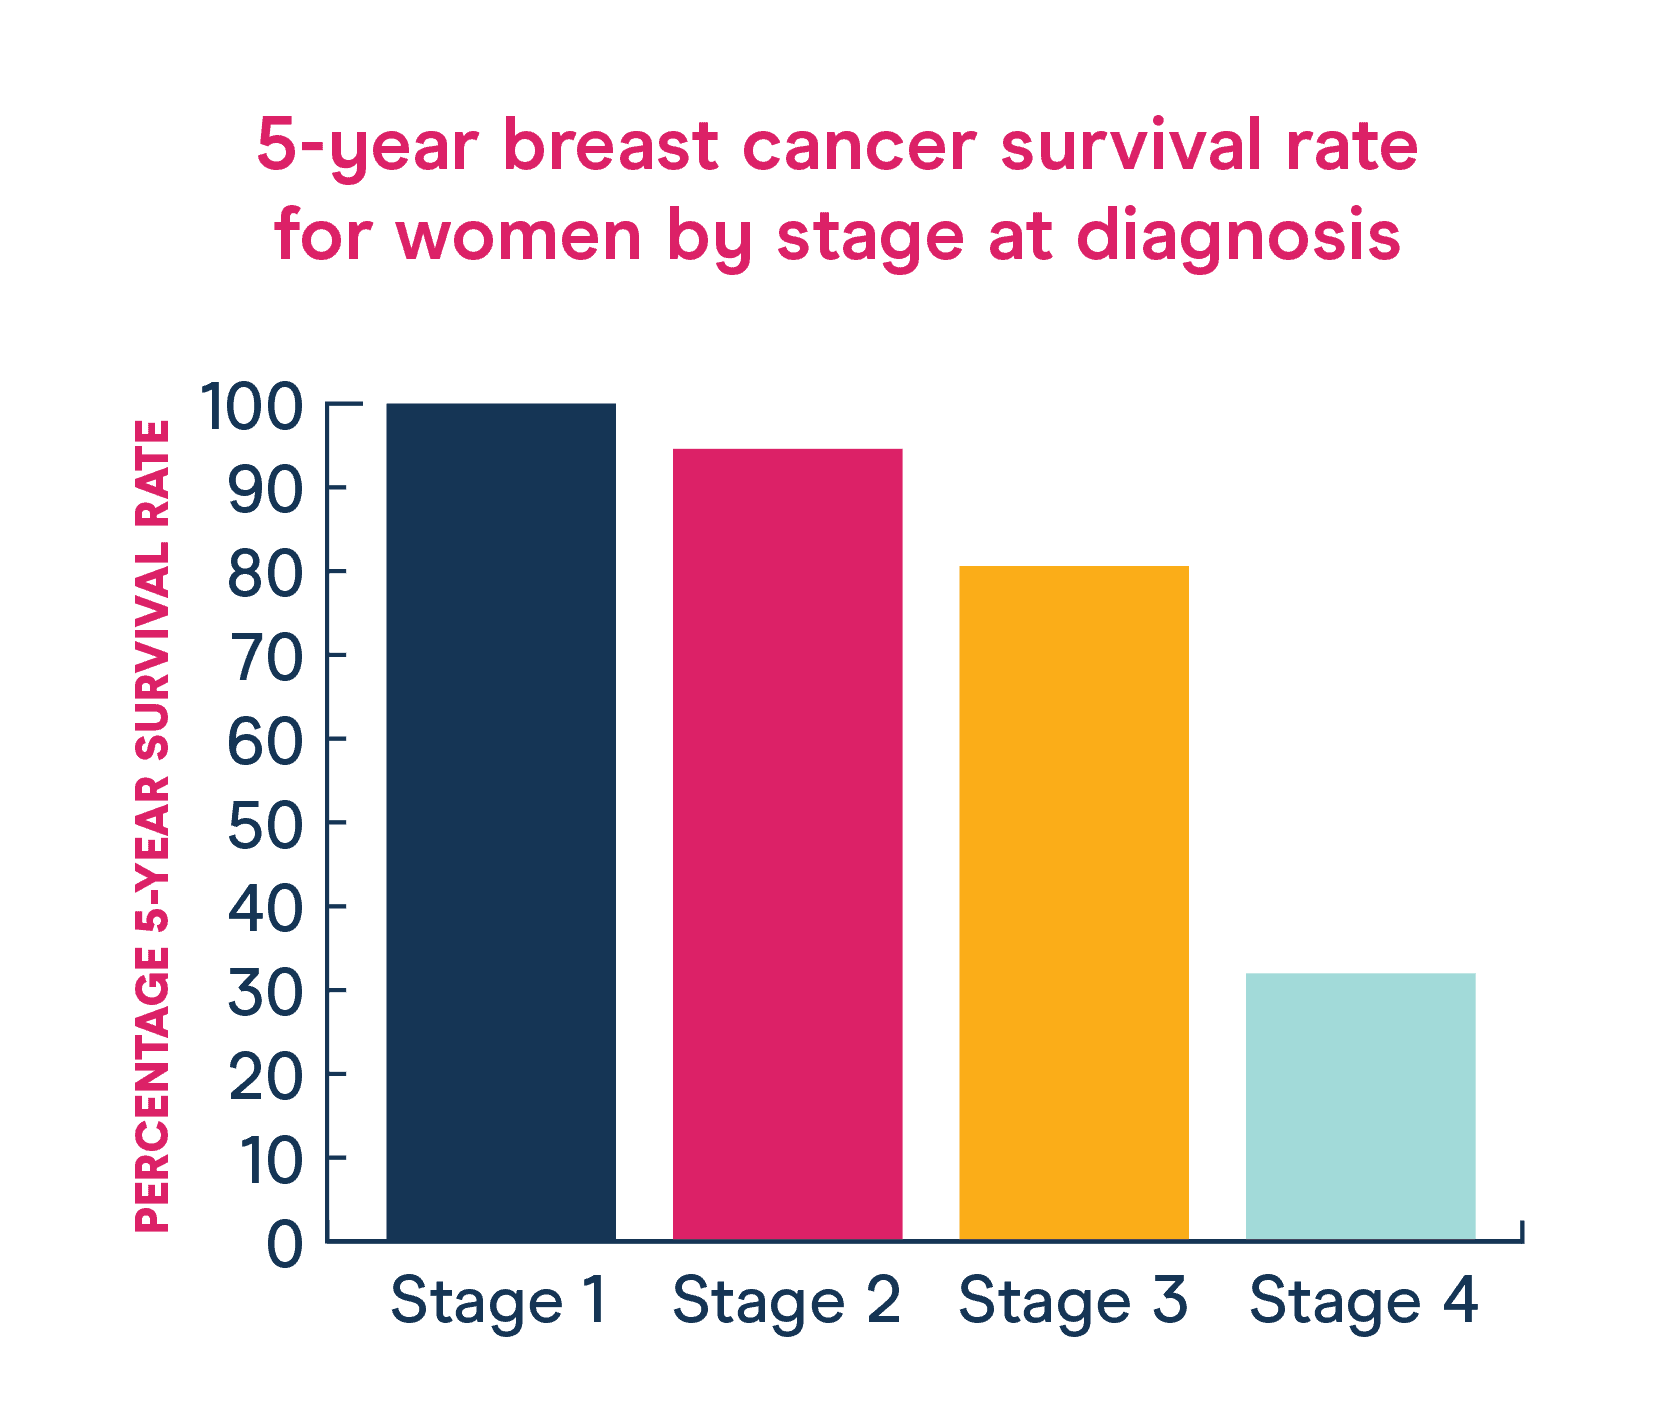 5-year breast cancer survival rate
for women by stage at diagnosis
PERCENTAGE 5-YEAR SURVIVAL RATE
100
90
80
70
60
50
40
30
20
10
0
Stage 1
Stage 2
Stage 3
Stage 4